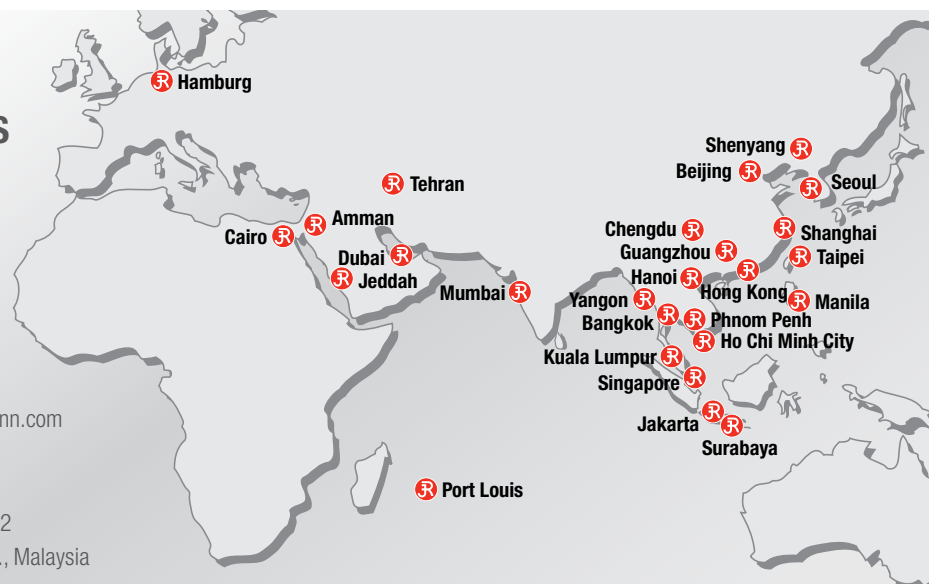 Hamburg
S
Shenyang
Beijing
Seoul
Tehran
Amman
Cairo
Chengdu
Shanghai
Guangzhou
Taipei
Dubai
Jeddah
Hanoi
Mumbai
Hong Kong
Yangon
Manila
Bangkok
Phnom Penh
Ho Chi Minh City
Kuala Lumpur
Singapore
nn.com
Jakarta
Surabaya
Port Louis
2
., Malaysia